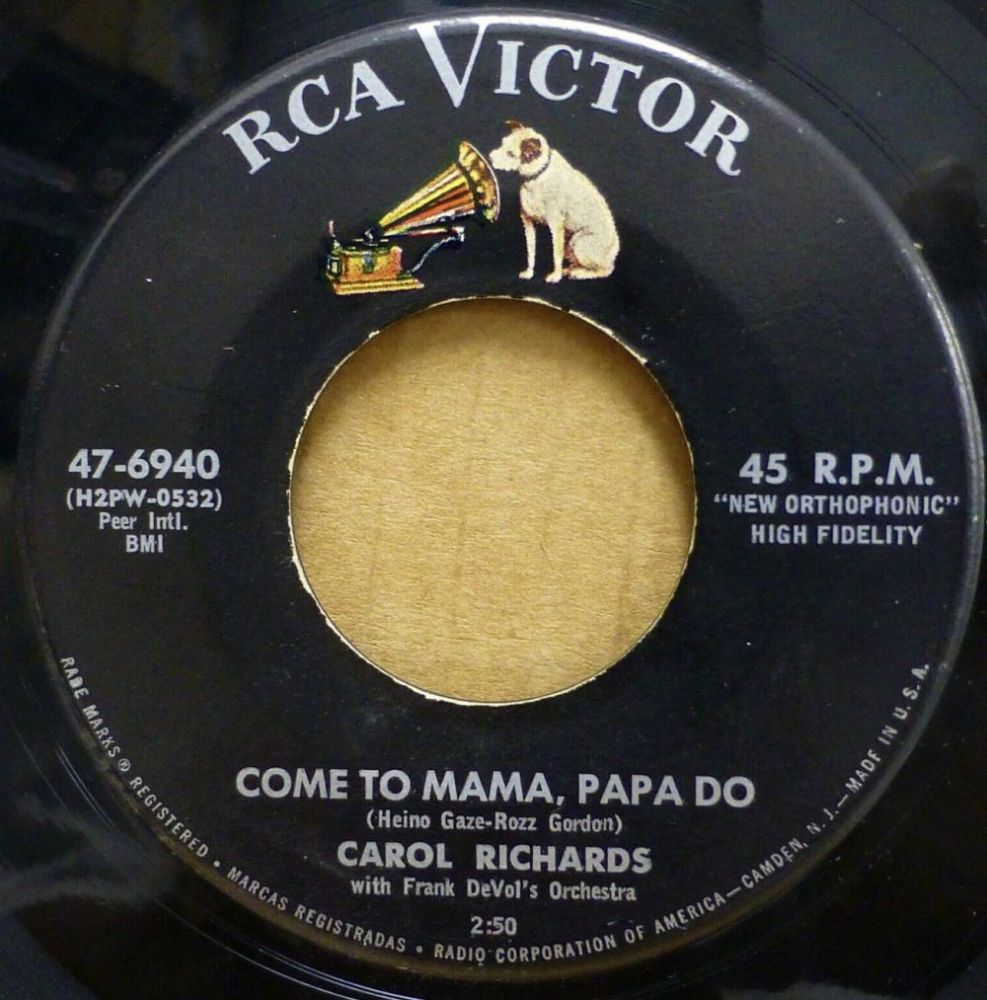 RCA VICTOR
47-6940
(H2PW-0532)
Peer Intl.
BMI
45 R.P.M.
"NEW ORTHOPHONIC"
HIGH FIDELITY
COME TO MAMA, PAPA DO
(Heino Gaze-Rozz Gordon)
CAROL RICHARDS
with Frank DeVol's Orchestra
2:50
RADE MARKS ® REGISTERED • MARCAS REGISTRADAS • RADIO CORPORATION OF AMERICA—CAMDEN, N. J.—MADE IN U. S. A.